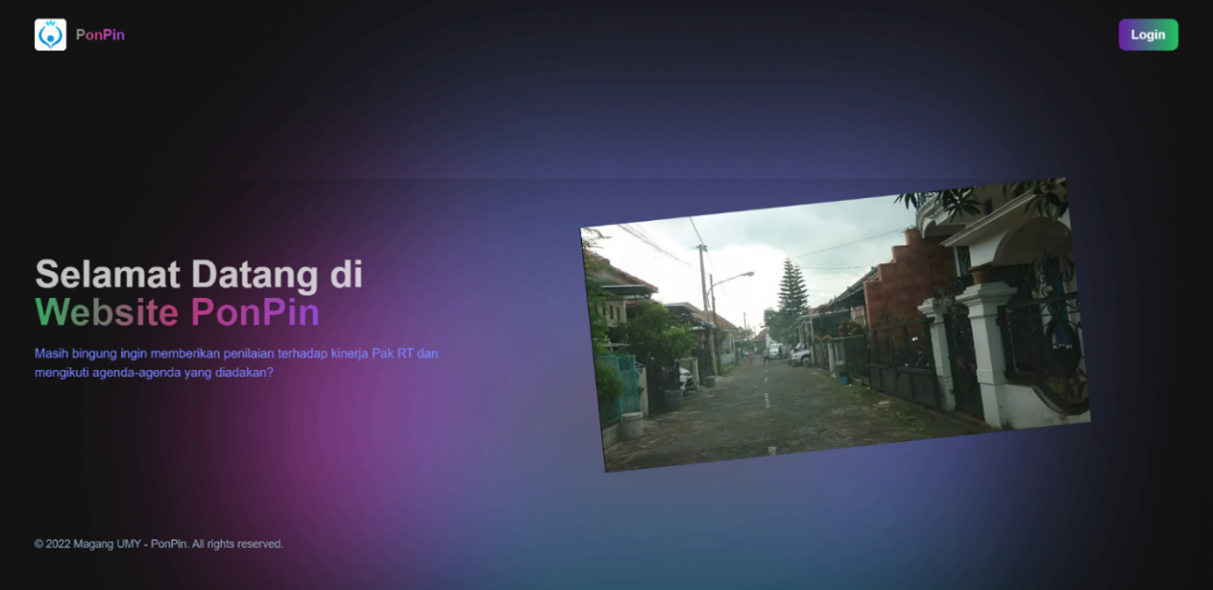 PonPin
Login
Selamat Datang di
Website PonPin
Masih bingung ingin memberikan penilaian terhadap kinerja Pak RT dan
mengikuti agenda-agenda yang diadakan?
© 2022 Magang UMY - PonPin. All rights reserved.